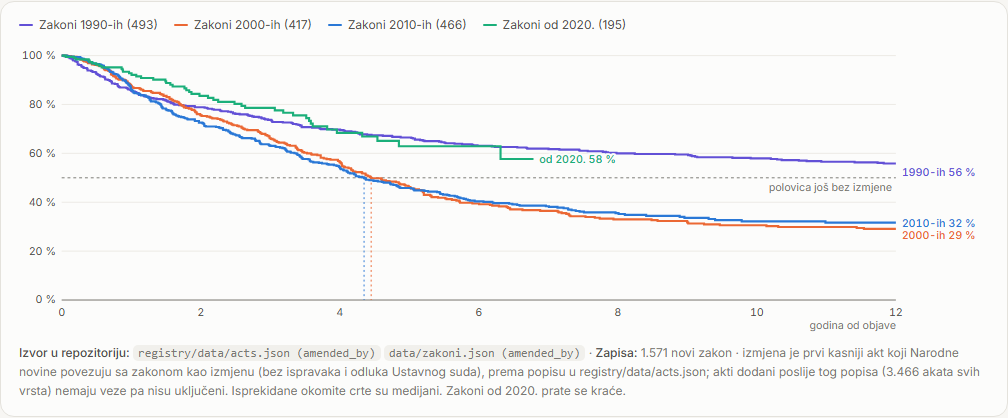 Zakoni 1990-ih (493) Zakoni 2000-ih (417) Zakoni 2010-ih (466) Zakoni od 2020. (195)
100 %
80 %
60 %
40 %
20 %
0 %
od 2020. 58 %
1990-ih 56 %
polovica još bez izmjene
2010-ih 32 %
2000-ih 29 %
0 2 4 6 8 10 12
godina od objave
Izvor u repozitoriju: registry/data/acts.json (amended_by) data/zakoni.json (amended_by) · Zapisa: 1.571 novi zakon · izmjena je prvi kasniji akt koji Narodne
novine povezuju sa zakonom kao izmjenu (bez ispravaka i odluka Ustavnog suda), prema popisu u registry/data/acts.json; akti dodani poslije tog popisa (3.466 akata svih
vrsta) nemaju veze pa nisu uključeni. Isprekidane okomite crte su medijani. Zakoni od 2020. prate se kraće.